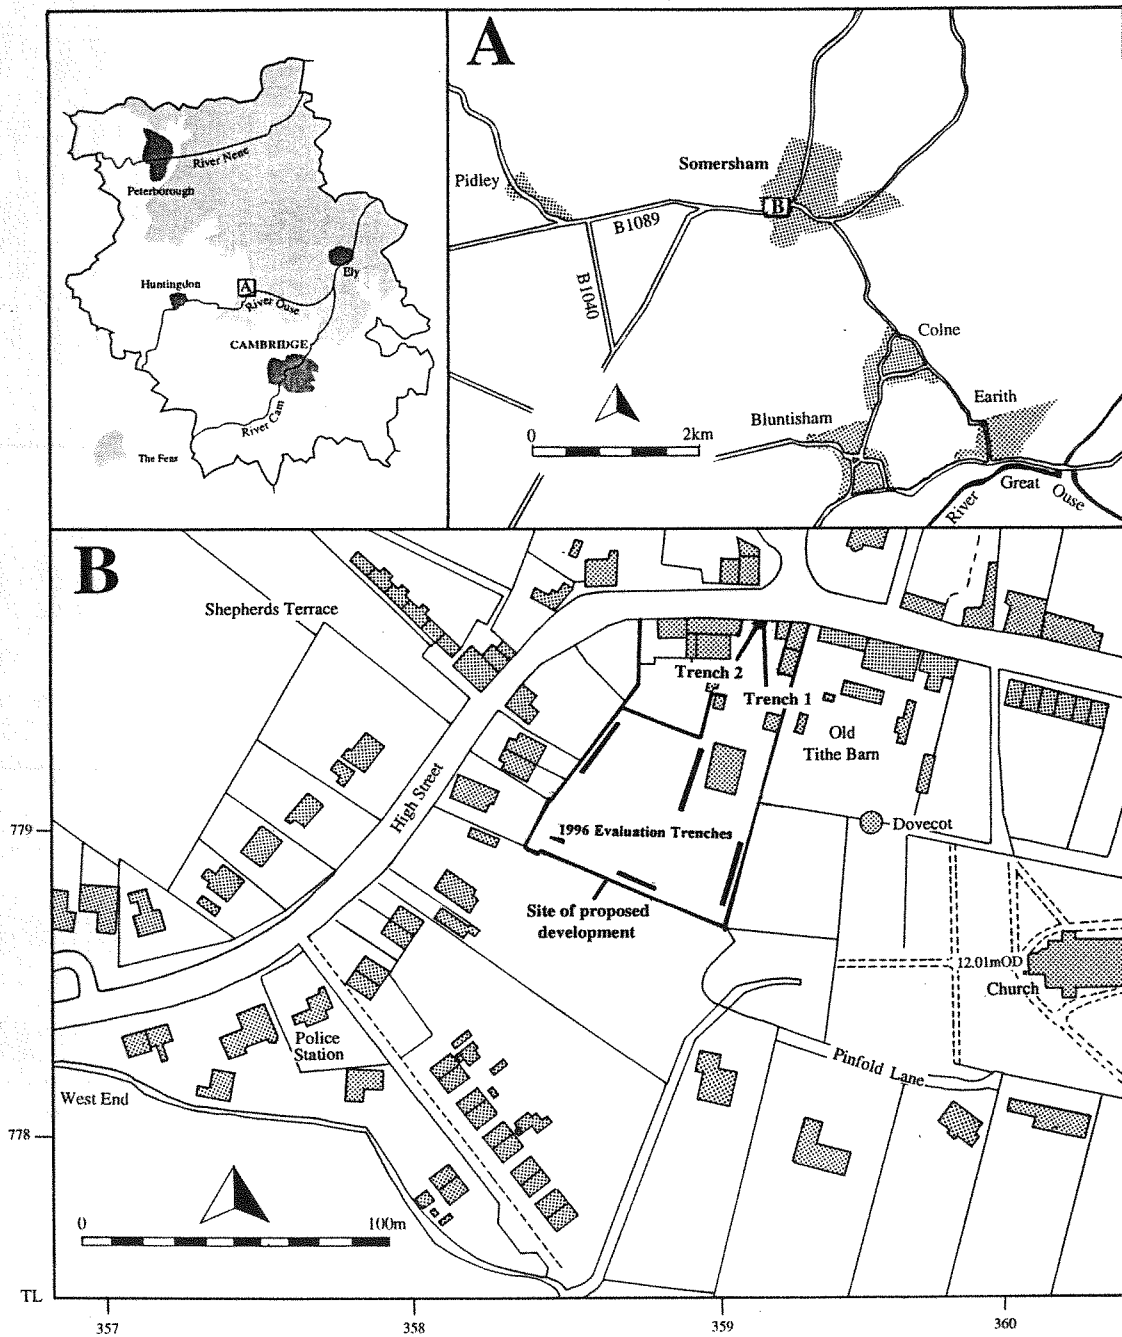 River Nene
Peterborough
Huntingdon
A
River Ouse
Ely
CAMBRIDGE
River Cam
The Fens
A
Somersham
Pidley
B
B1089
B1040
Colne
Earith
Bluntisham
0 2km
River Great Ouse
B
Shepherds Terrace
Trench 2
Trench 1
Old
Tithe Barn
High Street
779
1996 Evaluation Trenches
Dovecot
Site of proposed
development
12.01mOD
Church
Police
Station
Pinfold Lane
West End
778
0 100m
TL
357
358
359
360